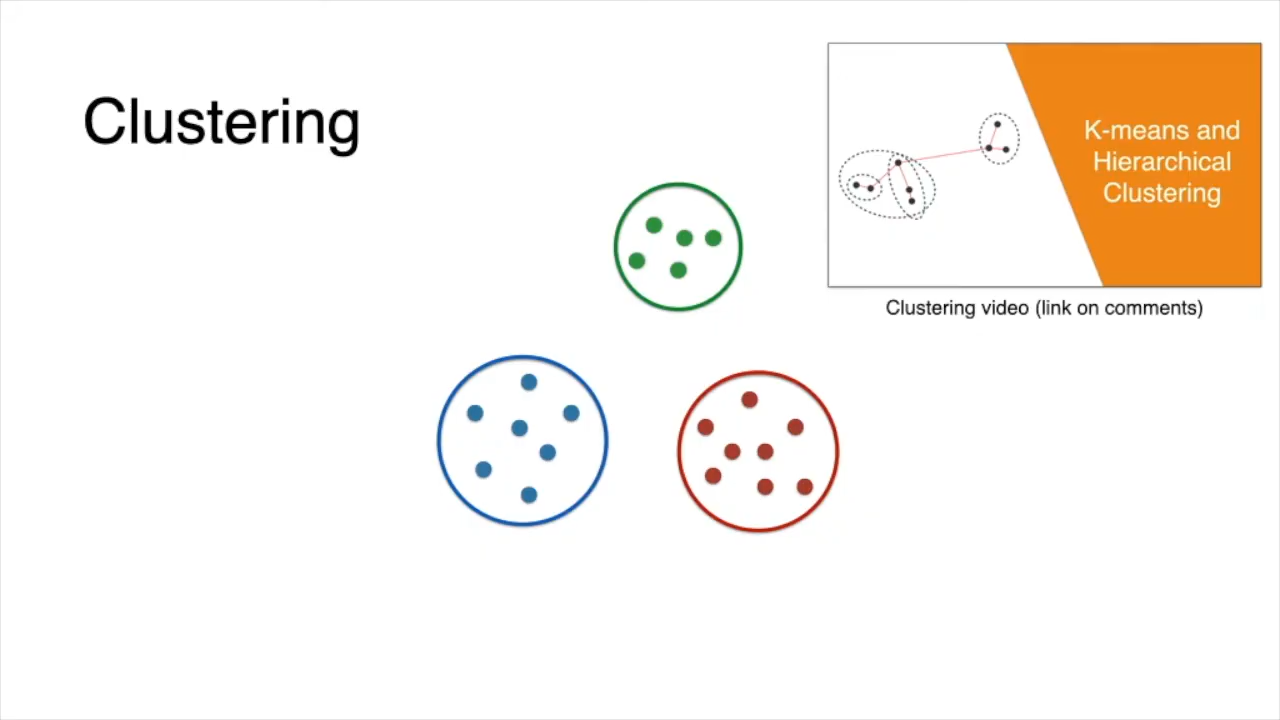 Clustering
K-means and
Hierarchical
Clustering
Clustering video (link on comments)